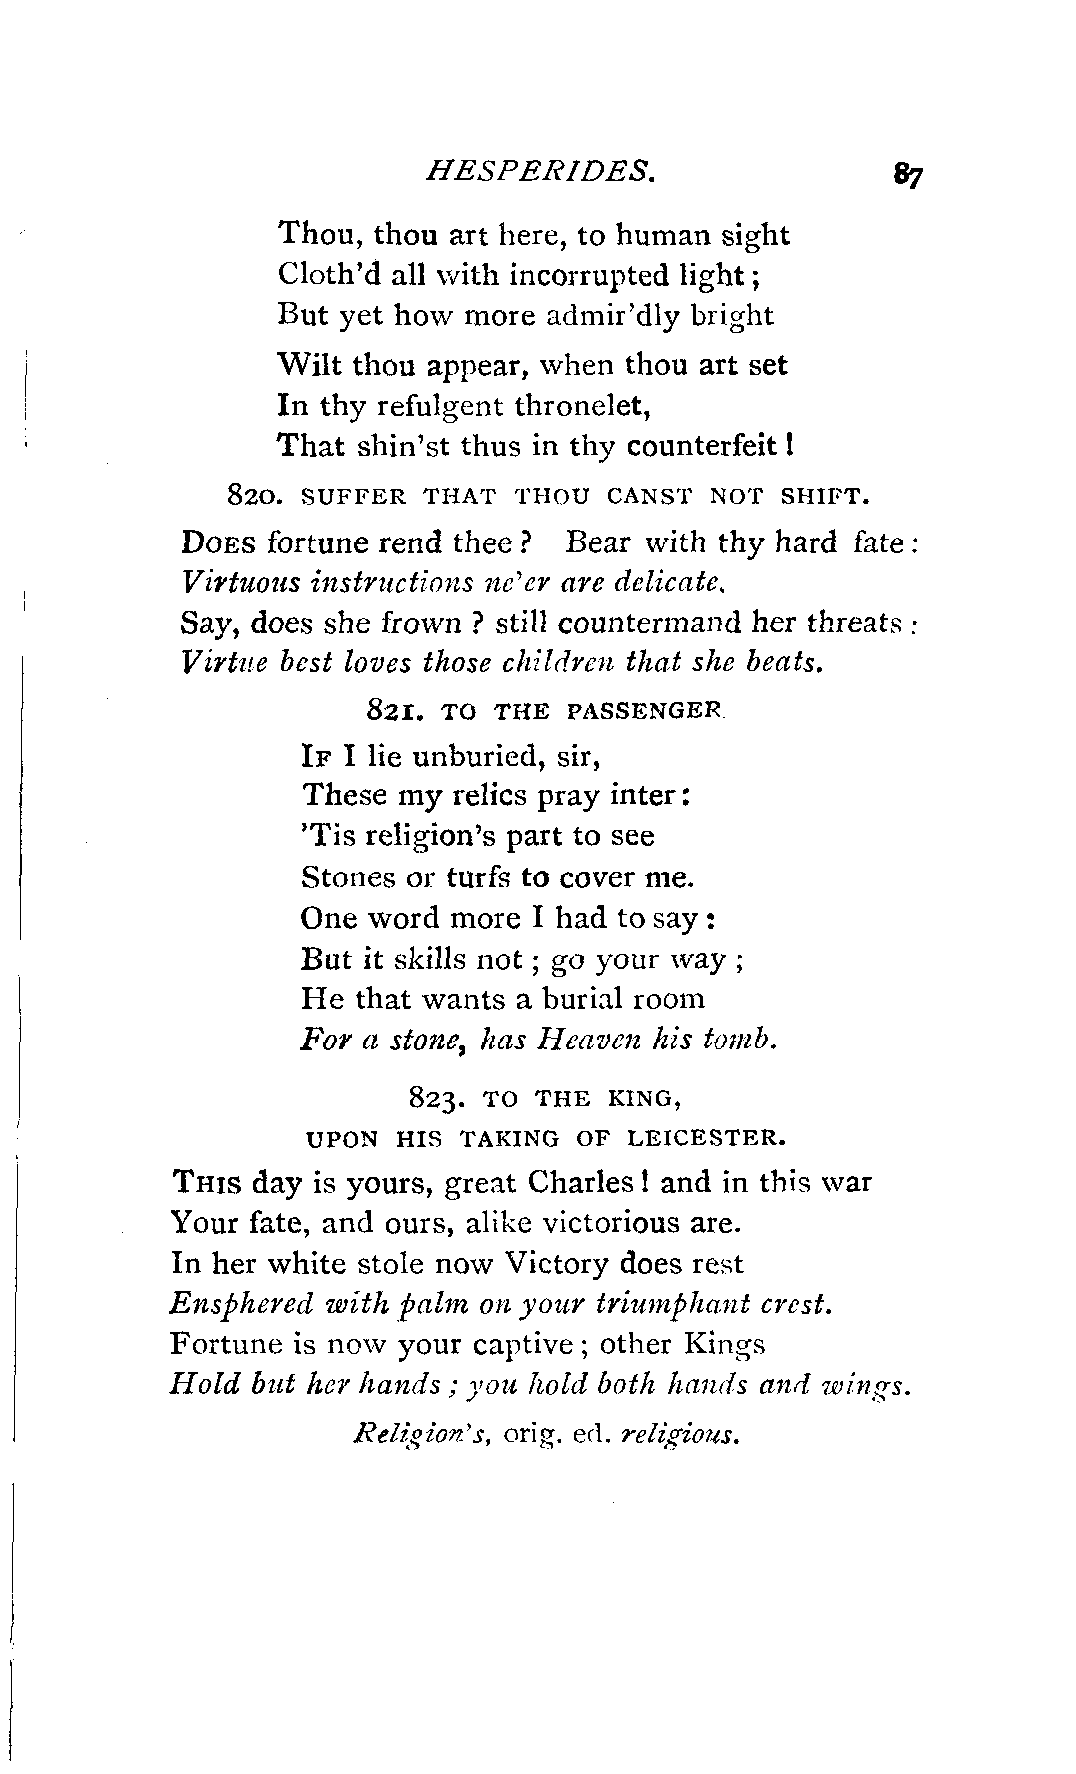 HESPERIDES. 87
Thou, thou art here, to human sight
Cloth'd all with incorrupted light;
But yet how more admir'dly bright
Wilt thou appear, when thou art set
In thy refulgent thronelet,
That shin'st thus in thy counterfeit!
820. SUFFER THAT THOU CANST NOT SHIFT.
DOES fortune rend thee? Bear with thy hard fate:
Virtuous instructions ne'er are delicate.
Say, does she frown? still countermand her threats:
Virtue best loves those children that she beats.
821. TO THE PASSENGER.
IF I lie unburied, sir,
These my relics pray inter:
'Tis religion's part to see
Stones or turfs to cover me.
One word more I had to say:
But it skills not; go your way;
He that wants a burial room
For a stone, has Heaven his tomb.
823. TO THE KING,
UPON HIS TAKING OF LEICESTER.
THIS day is yours, great Charles! and in this war
Your fate, and ours, alike victorious are.
In her white stole now Victory does rest
Ensphered with palm on your triumphant crest.
Fortune is now your captive; other Kings
Hold but her hands; you hold both hands and wings.
Religion's, orig. ed. religious.